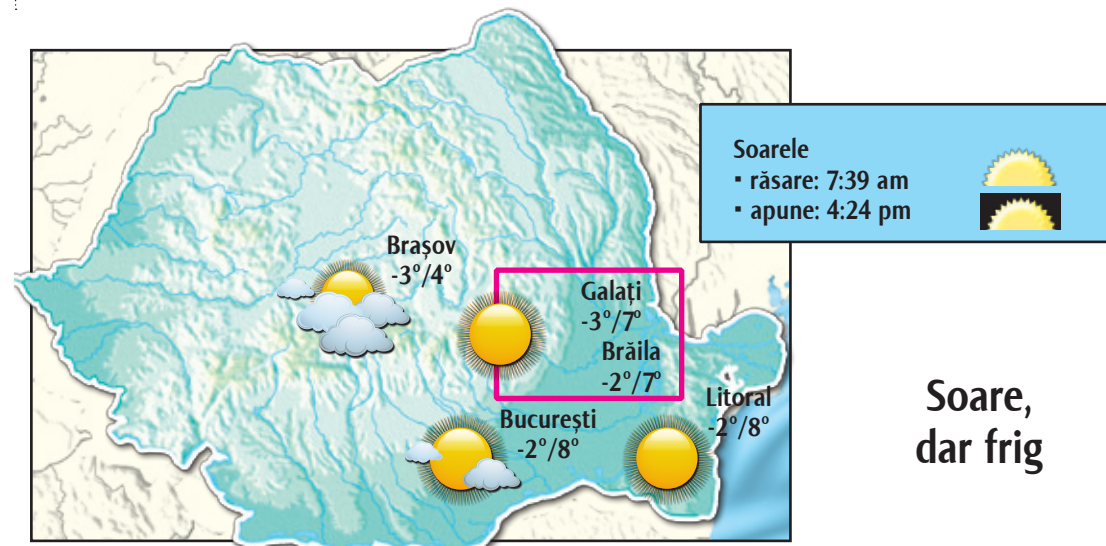 Soarele
▪ răsare: 7:39 am
▪ apune: 4:24 pm
Brașov
-3°/4°
Galați
-3°/7°
Brăila
-2°/7°
Litoral
-2°/8°
București
-2°/8°
Soare,
dar frig